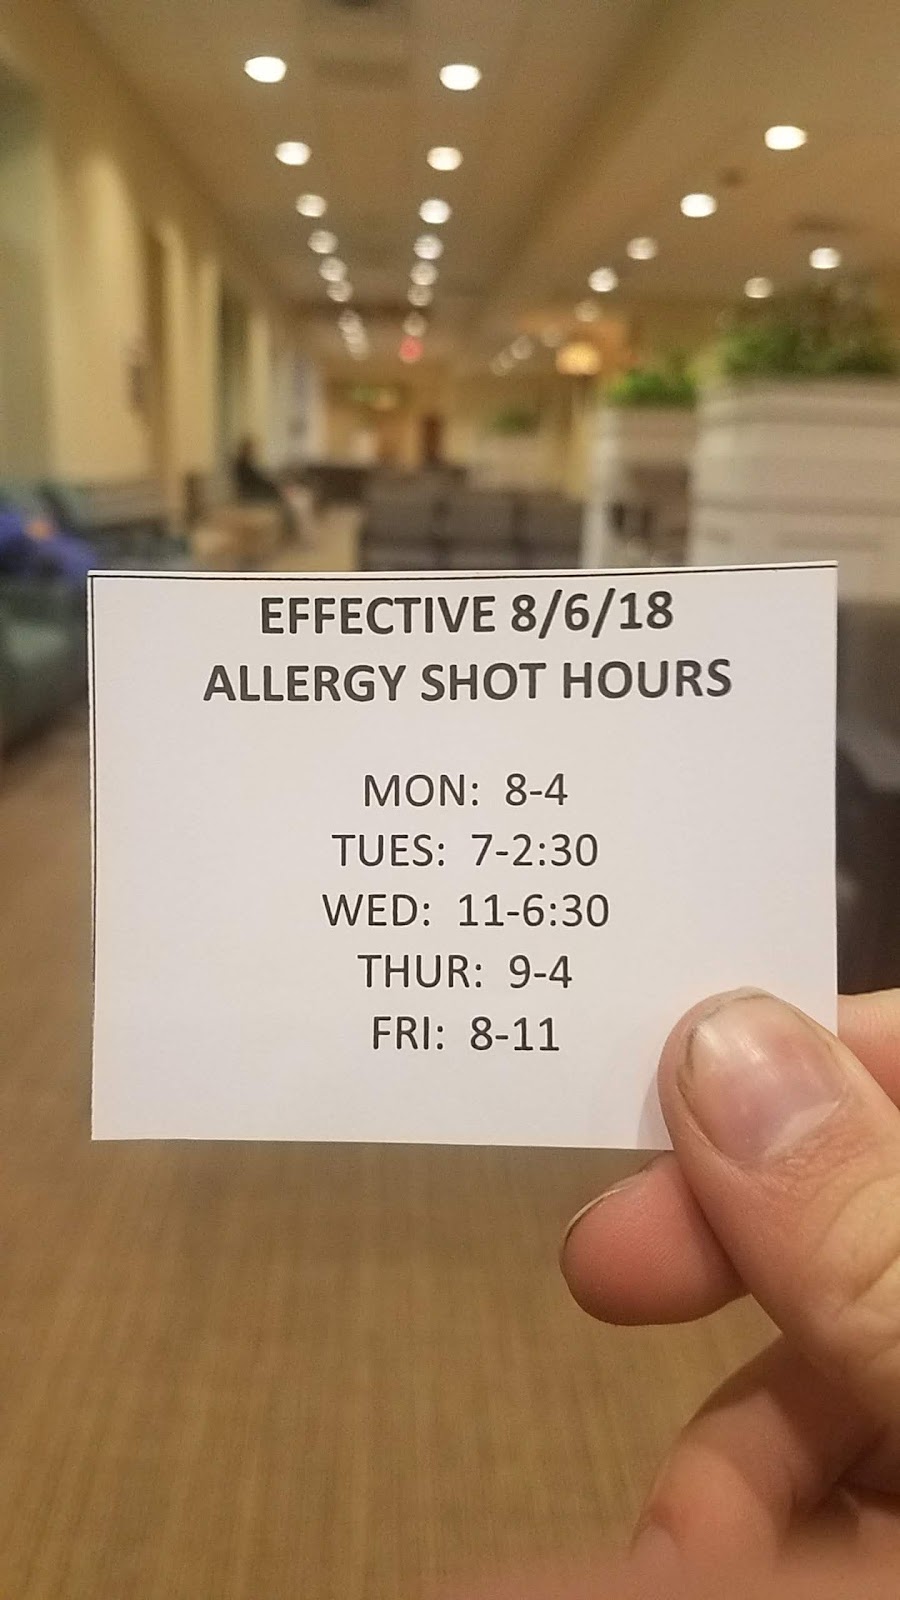 EFFECTIVE 8/6/18
ALLERGY SHOT HOURS
MON: 8-4
TUES: 7-2:30
WED: 11-6:30
THUR: 9-4
FRI: 8-11